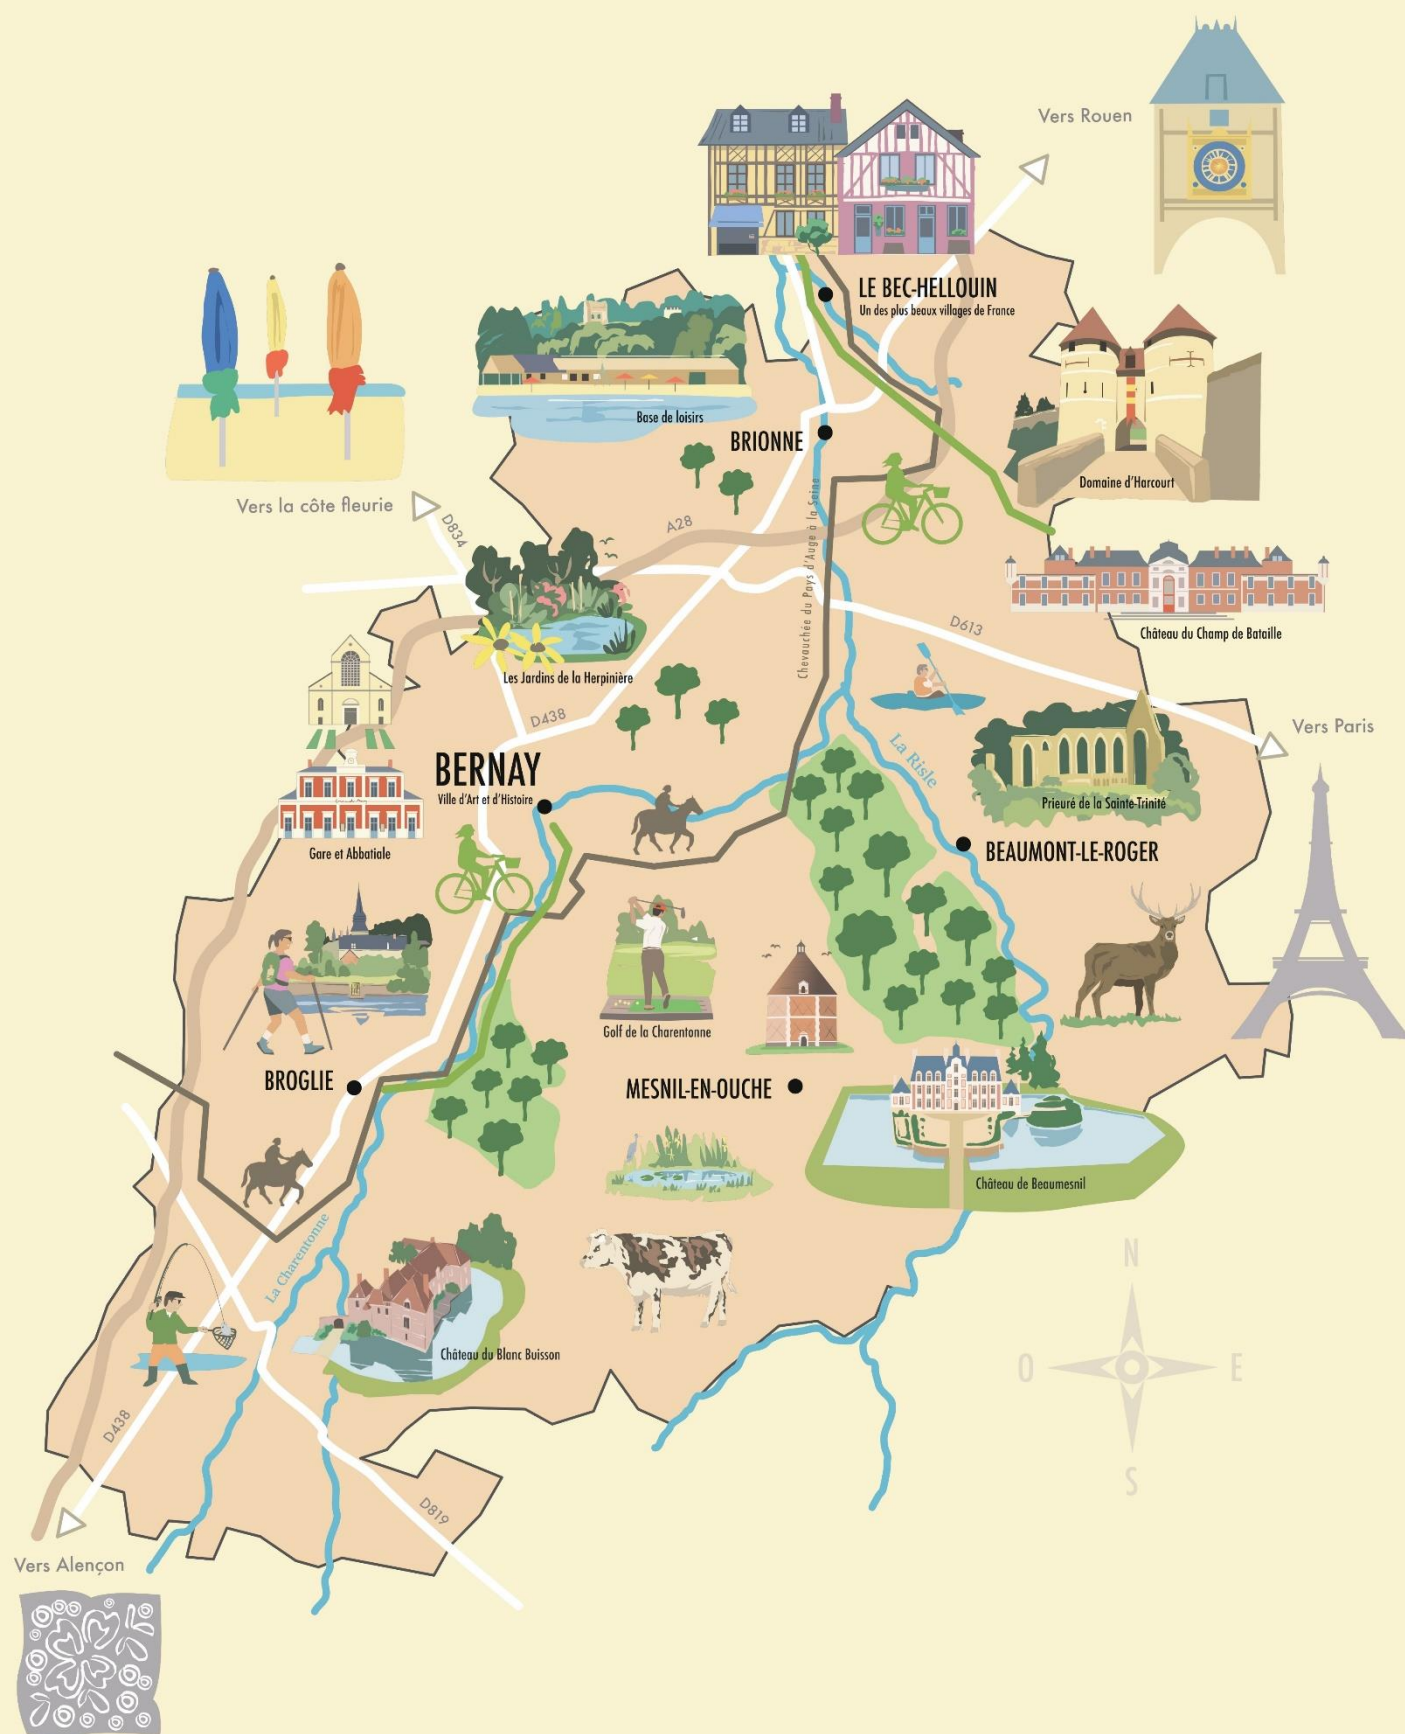 Vers Rouen
LE BEC-HELLOUIN
Un des plus beaux villages de France
Base de loisirs
BRIONNE
Domaine d'Harcourt
Vers la côte fleurie
D834
A28
Chevauchée du Pays d'Auge à la Seine
Château du Champ de Bataille
D613
Les Jardins de la Herpinière
D438
Vers Paris
BERNAY
Ville d'Art et d'Histoire
La Risle
Prieuré de la Sainte-Trinité
Gare et Abbatiale
BEAUMONT-LE-ROGER
Golf de la Charentonne
BROGLIE
MESNIL-EN-OUCHE
Château de Beaumesnil
La Charentonne
N
Château du Blanc Buisson
O
E
D438
S
D819
Vers Alençon